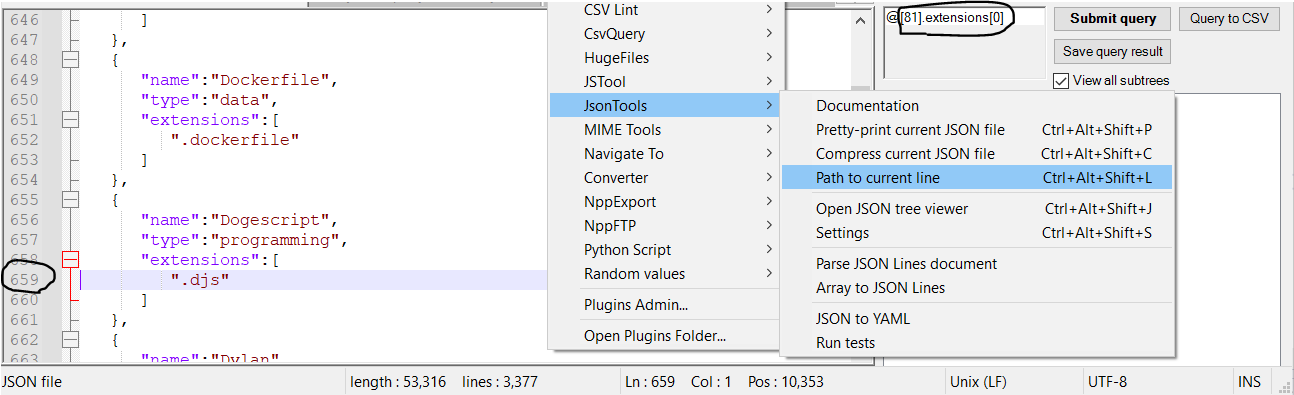 646 ]
647 },
648 {
649 "name":"Dockerfile",
650 "type":"data",
651 "extensions":[
652 ".dockerfile"
653 ]
654 },
655 {
656 "name":"Dogescript",
657 "type":"programming",
658 "extensions":[
659 ".djs"
660 ]
661 },
662 {
663 "name":"Dylan"
CSV Lint
CsvQuery
HugeFiles
JSTool
JsonTools
MIME Tools
Navigate To
Converter
NppExport
NppFTP
Python Script
Random values
Plugins Admin...
Open Plugins Folder...
Documentation
Pretty-print current JSON file Ctrl+Alt+Shift+P
Compress current JSON file Ctrl+Alt+Shift+C
Path to current line Ctrl+Alt+Shift+L
Open JSON tree viewer Ctrl+Alt+Shift+J
Settings Ctrl+Alt+Shift+S
Parse JSON Lines document
Array to JSON Lines
JSON to YAML
Run tests
@[81].extensions[0]
Submit query Query to CSV
Save query result
View all subtrees
JSON file length : 53,316 lines : 3,377 Ln : 659 Col : 1 Pos : 10,353 Unix (LF) UTF-8 INS